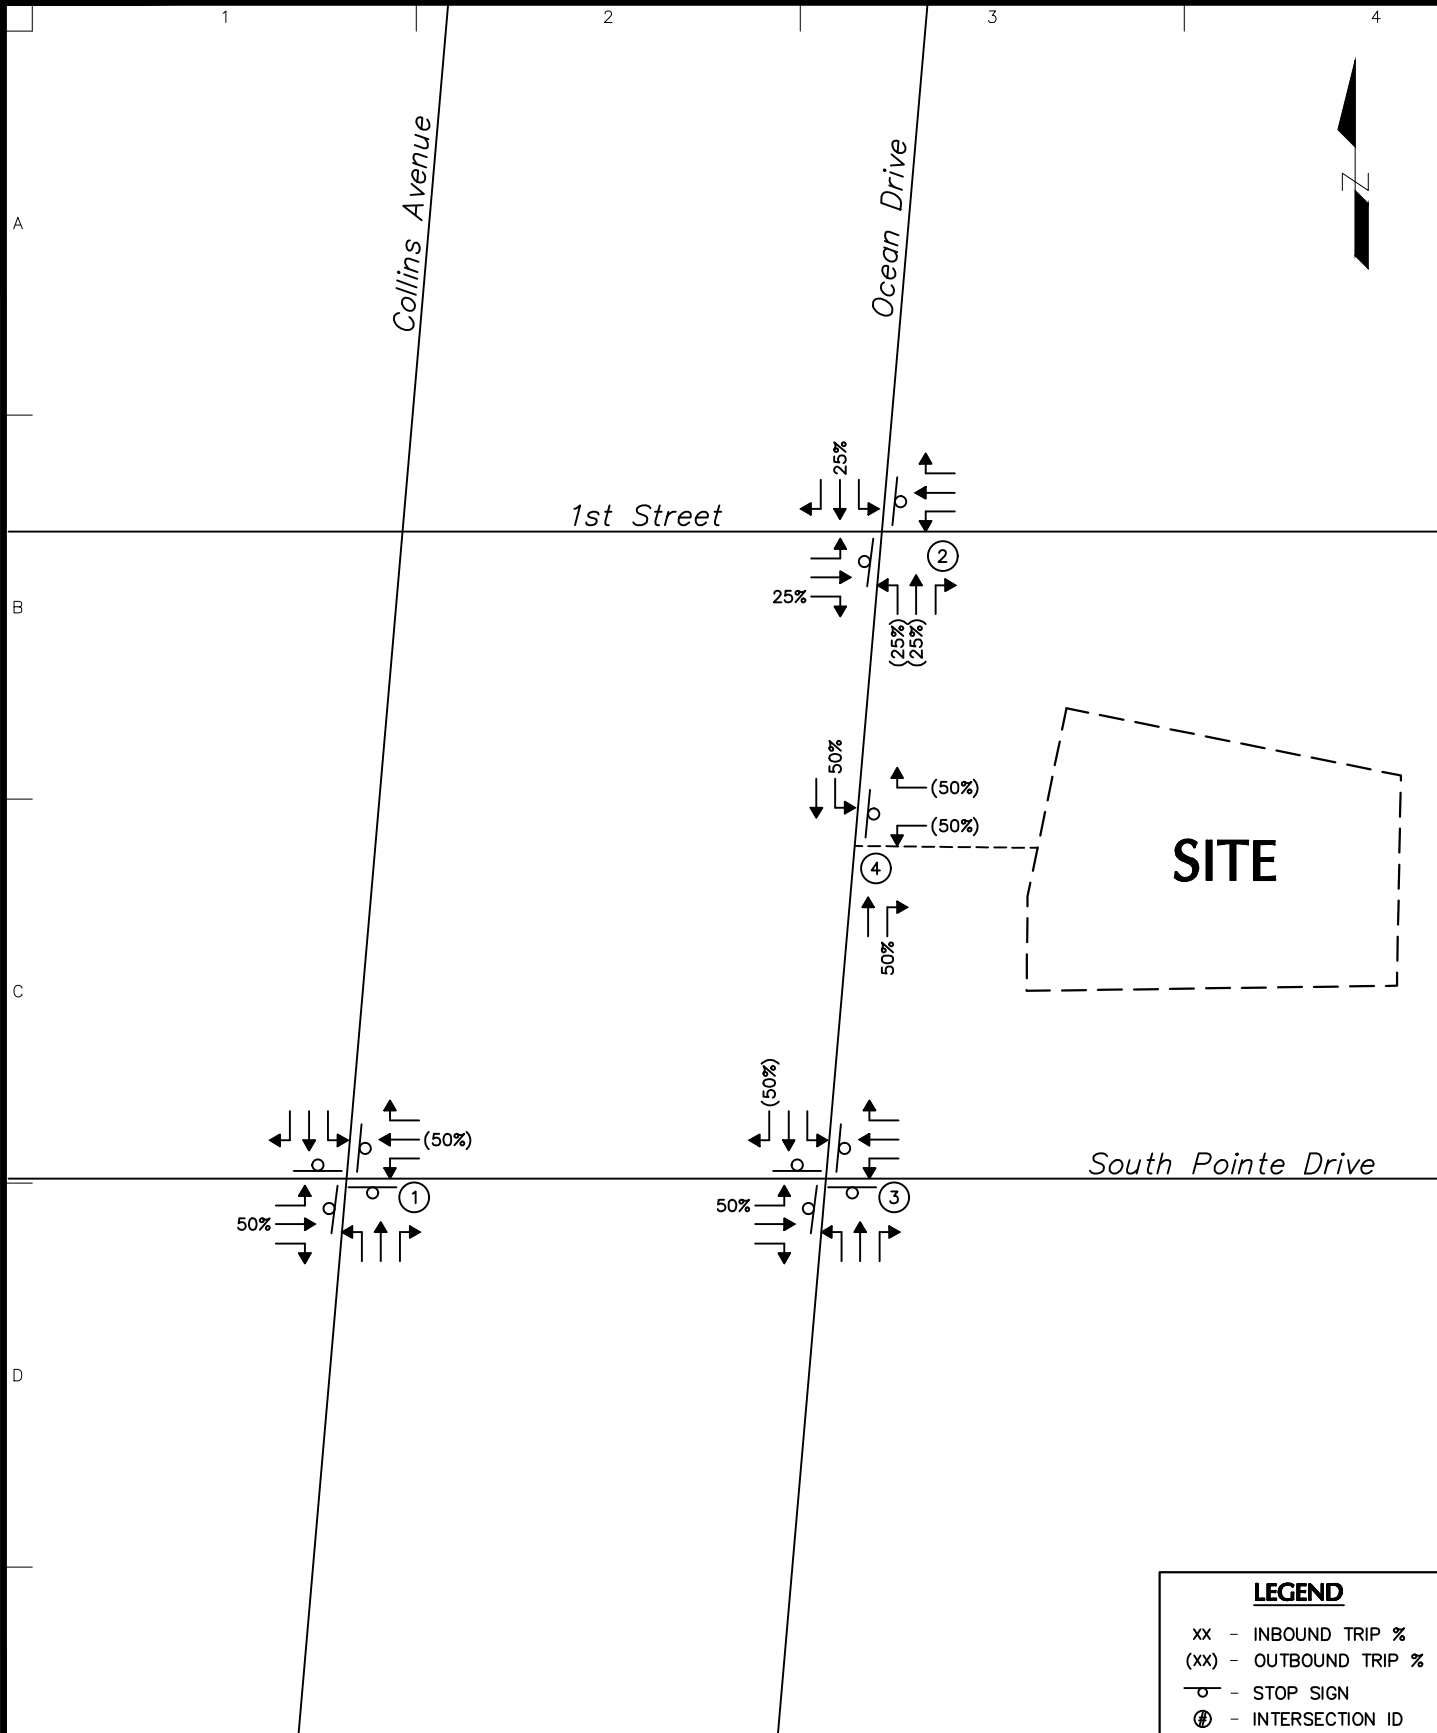 1 2 3 4
A
B
C
D
Collins Avenue
Ocean Drive
1st Street
25%
25%
2
(25%)
(25%)
50%
(50%)
(50%)
4
50%
SITE
(50%)
(50%)
South Pointe Drive
50%
1
50%
3
LEGEND
XX - INBOUND TRIP %
(XX) - OUTBOUND TRIP %
- STOP SIGN
# - INTERSECTION ID
Z